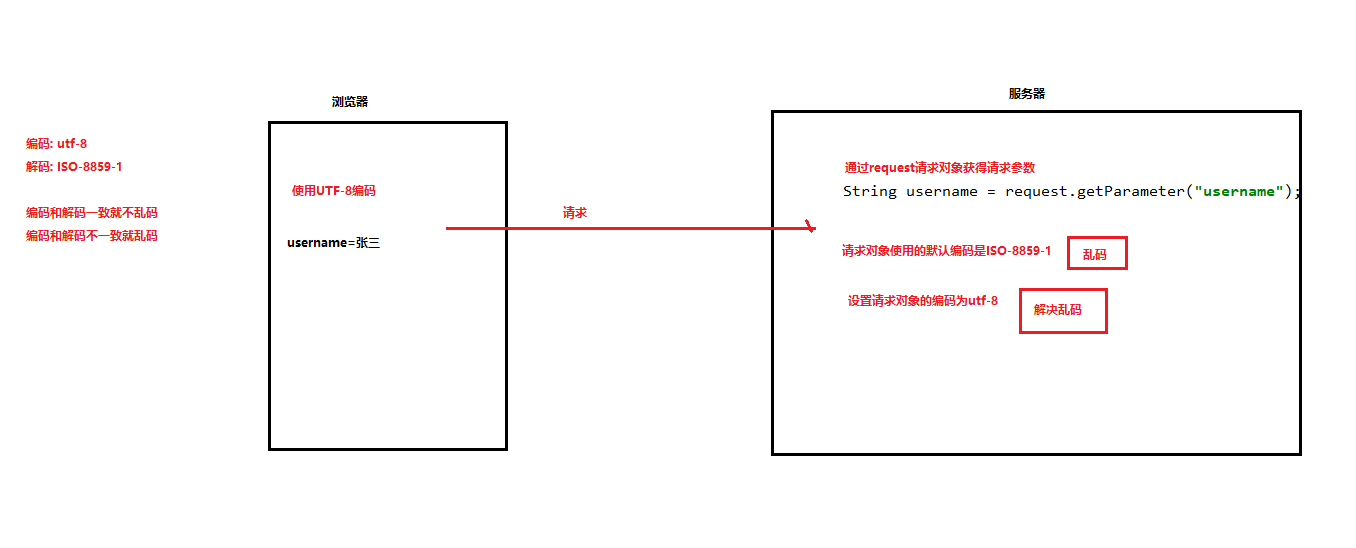 浏览器
服务器
编码: utf-8
解码: ISO-8859-1
编码和解码一致就不乱码
编码和解码不一致就乱码
使用UTF-8编码
username=张三
请求
通过request请求对象获得请求参数
String username = request.getParameter("username");
请求对象使用的默认编码是ISO-8859-1
乱码
设置请求对象的编码为utf-8
解决乱码